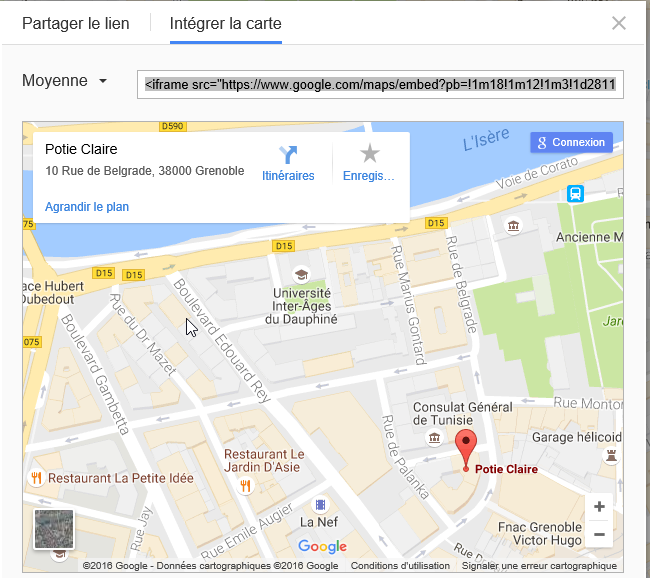 Partager le lien
Intégrer la carte
Moyenne
<iframe src="https://www.google.com/maps/embed?pb=!1m18!1m12!1m3!1d2811
D590
Potie Claire
10 Rue de Belgrade, 38000 Grenoble
Itinéraires
Enregis...
Agrandir le plan
L'Isère
Connexion
Voie de Corato
075
D15
D15
D15
D15
Ancienne M
ace Hubert
Dubedout
Université
Inter-Âges
du Dauphiné
Rue Marius Gontard
Rue de Belgrade
Jar
075
Rue du Dr Mazet
Boulevard Edouard Rey
Boulevard Gambetta
Consulat Général
de Tunisie
Rue Montor
Garage hélicoïd
Rue de Palanka
Potie Claire
Restaurant Le
Jardin D'Asie
Restaurant La Petite Idée
Rue Jay
Rue Emile Augier
La Nef
Fnac Grenoble
Victor Hugo
Google
+
−
©2016 Google - Données cartographiques ©2016 Google
Conditions d'utilisation
Signaler une erreur cartographique